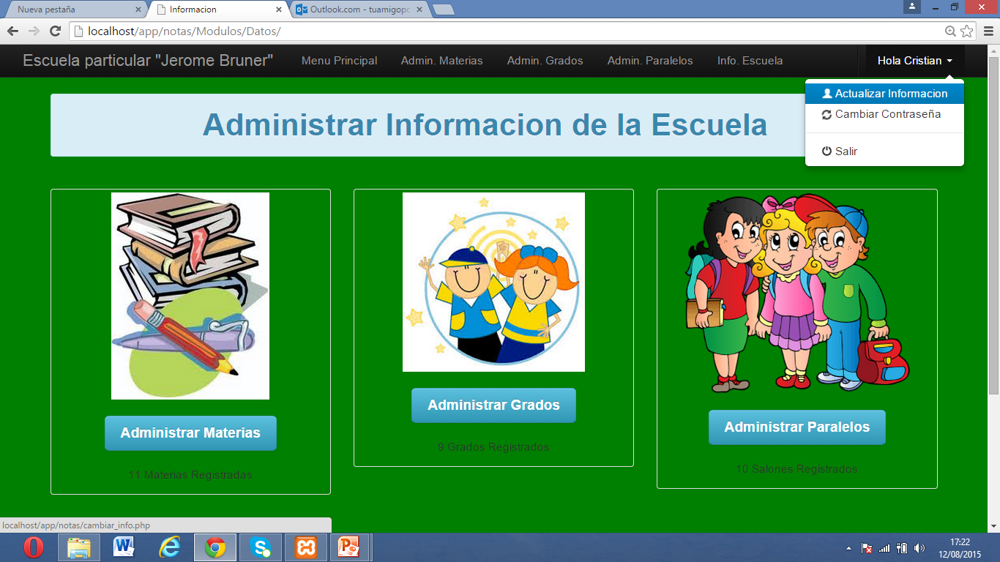 Nueva pestaña
Informacion
Outlook.com - tuamigopc
localhost/app/notas/Modulos/Datos/
Escuela particular "Jerome Bruner"
Menu Principal
Admin. Materias
Admin. Grados
Admin. Paralelos
Info. Escuela
Hola Cristian
Actualizar Informacion
Cambiar Contraseña
Salir
Administrar Informacion de la Escuela
Administrar Materias
11 Materias Registradas
Administrar Grados
9 Grados Registrados
Administrar Paralelos
10 Salones Registrados
localhost/app/notas/cambiar_info.php
17:22
12/08/2015